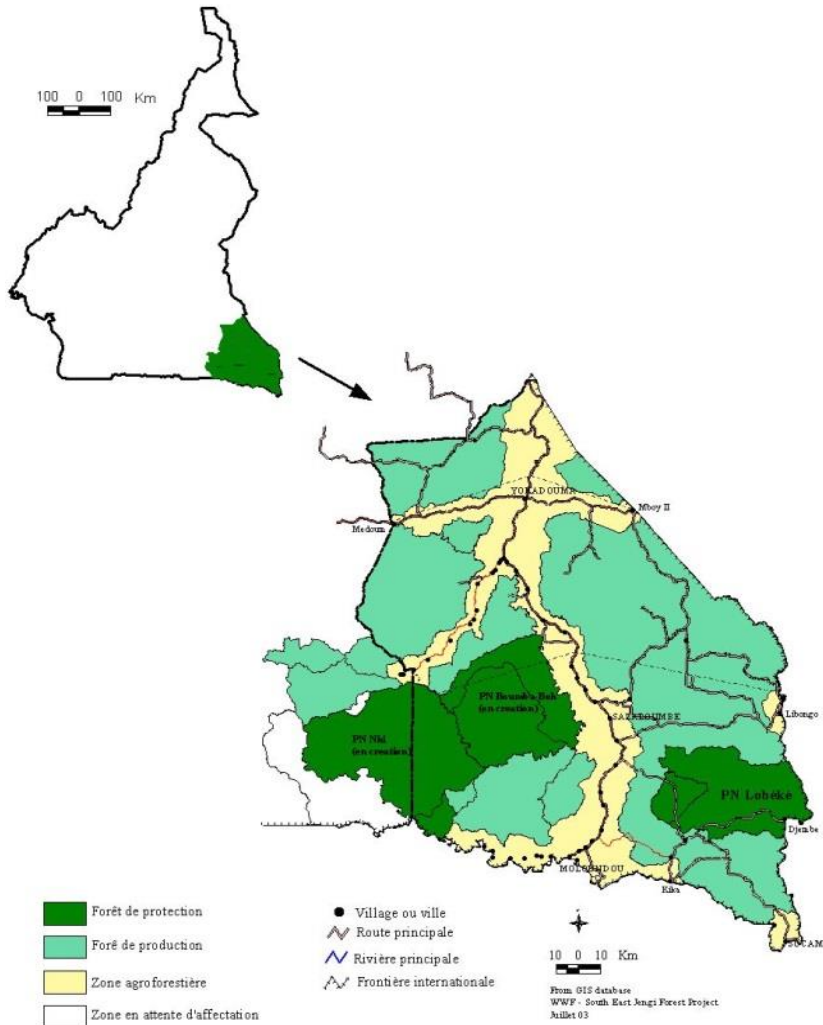 100 0 100 Km
YOKADOUMA
Mboy II
Medoum
PN Boumba-Bek
(en creation)
SALAPOUMBE
Libongo
PN Nki
(en creation)
PN Lobéké
Djembe
MOLOUNDOU
Kika
SOCAM
Forêt de protection
Forê de production
Zone agroforestière
Zone en attente d'affectation
Village ou ville
Route principale
Rivière principale
Frontière internationale
10 0 10 Km
From GIS database
WWF - South East Jengi Forest Project
Juillet 03